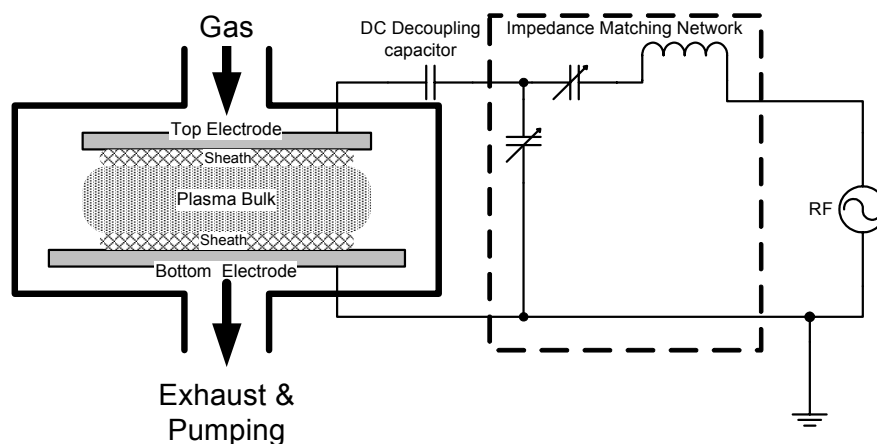 Gas
DC Decoupling
capacitor
Impedance Matching Network
Top Electrode
Sheath
Plasma Bulk
Sheath
Bottom Electrode
RF
Exhaust &
Pumping